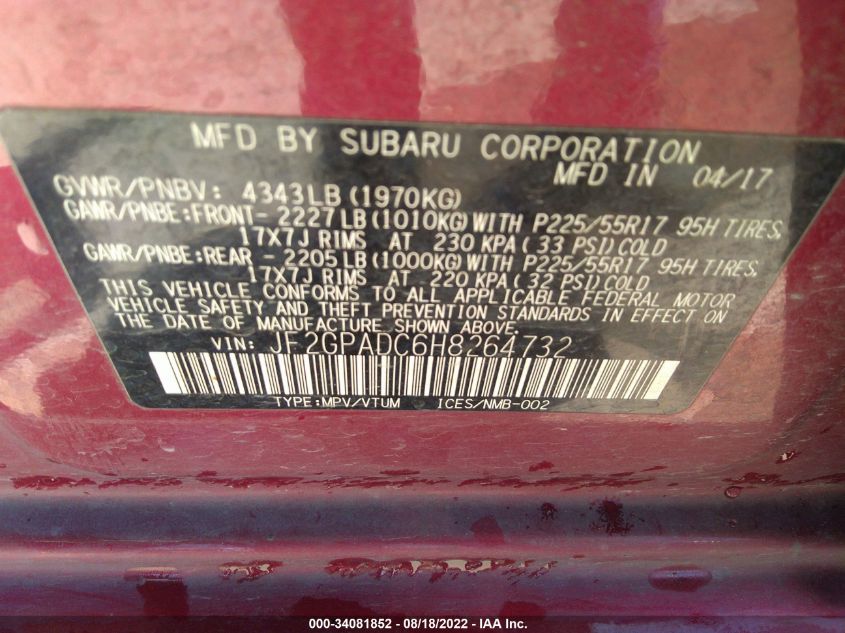 MFD BY SUBARU CORPORATION
MFD IN 04/17
GVWR/PNBV: 4343LB (1970KG)
GAWR/PNBE:FRONT- 2227LB (1010KG) WITH P225/55R17 95H TIRES,
17X7J RIMS AT 230 KPA ( 33 PSI) COLD
GAWR/PNBE:REAR - 2205LB (1000KG) WITH P225/55R17 95H TIRES,
17X7J RIMS AT 220 KPA ( 32 PSI) COLD
THIS VEHICLE CONFORMS TO ALL APPLICABLE FEDERAL MOTOR
VEHICLE SAFETY AND THEFT PREVENTION STANDARDS IN EFFECT ON
THE DATE OF MANUFACTURE SHOWN ABOVE.
VIN: JF2GPADC6H8264732
TYPE:MPV/VTUM ICES/NMB-002
000-34081852 - 08/18/2022 - IAA Inc.